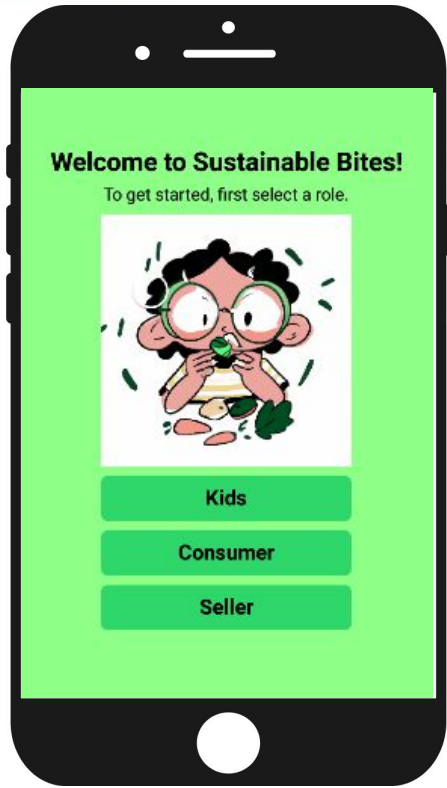 Welcome to Sustainable Bites!
To get started, first select a role.
Kids
Consumer
Seller